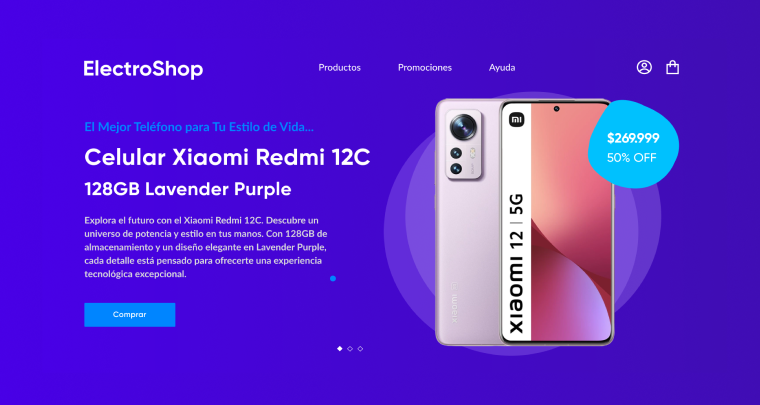 ElectroShop
Productos
Promociones
Ayuda
El Mejor Teléfono para Tu Estilo de Vida...
Celular Xiaomi Redmi 12C
128GB Lavender Purple
Explora el futuro con el Xiaomi Redmi 12C. Descubre un
universo de potencia y estilo en tus manos. Con 128GB de
almacenamiento y un diseño elegante en Lavender Purple,
cada detalle está pensado para ofrecerte una experiencia
tecnológica excepcional.
Comprar
$269.999
50% OFF
xiaomi 12 | 5G
xiaomi